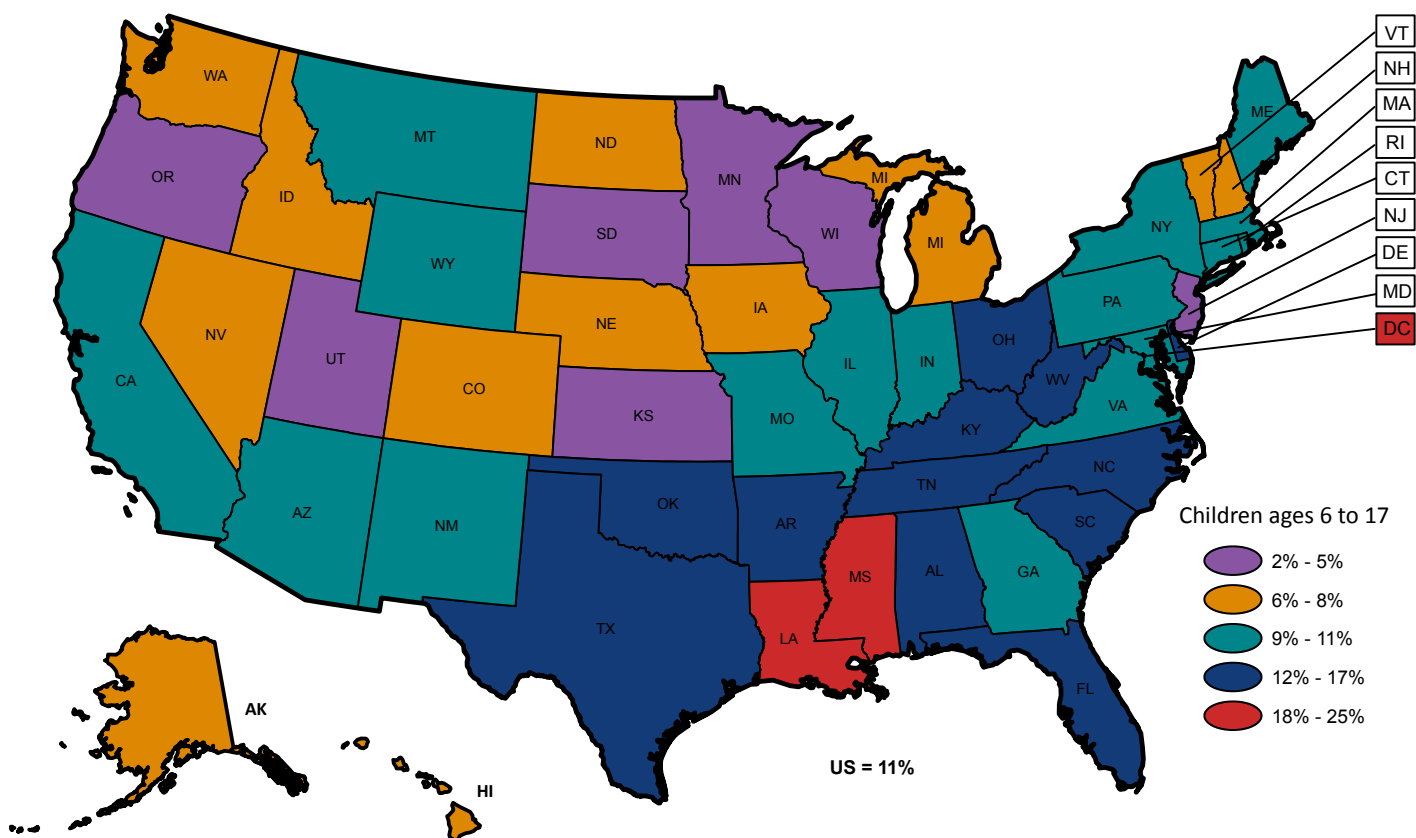 VT
NH
MA
RI
CT
NJ
DE
MD
DC
WA
MT
ND
MN
ME
OR
ID
SD
WI
MI
MI
NY
WY
NE
IA
PA
NV
UT
CO
KS
IL
IN
OH
WV
VA
CA
MO
KY
AZ
NM
OK
AR
TN
NC
SC
TX
LA
MS
AL
GA
FL
Children ages 6 to 17
2% - 5%
6% - 8%
9% - 11%
12% - 17%
18% - 25%
AK
HI
US = 11%